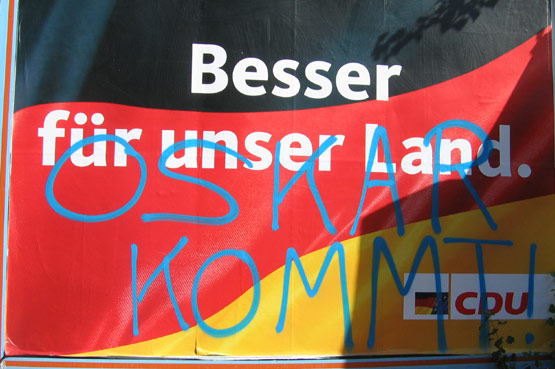 Besser
für unser Land.
OSKAR
KOMMT!
CDU